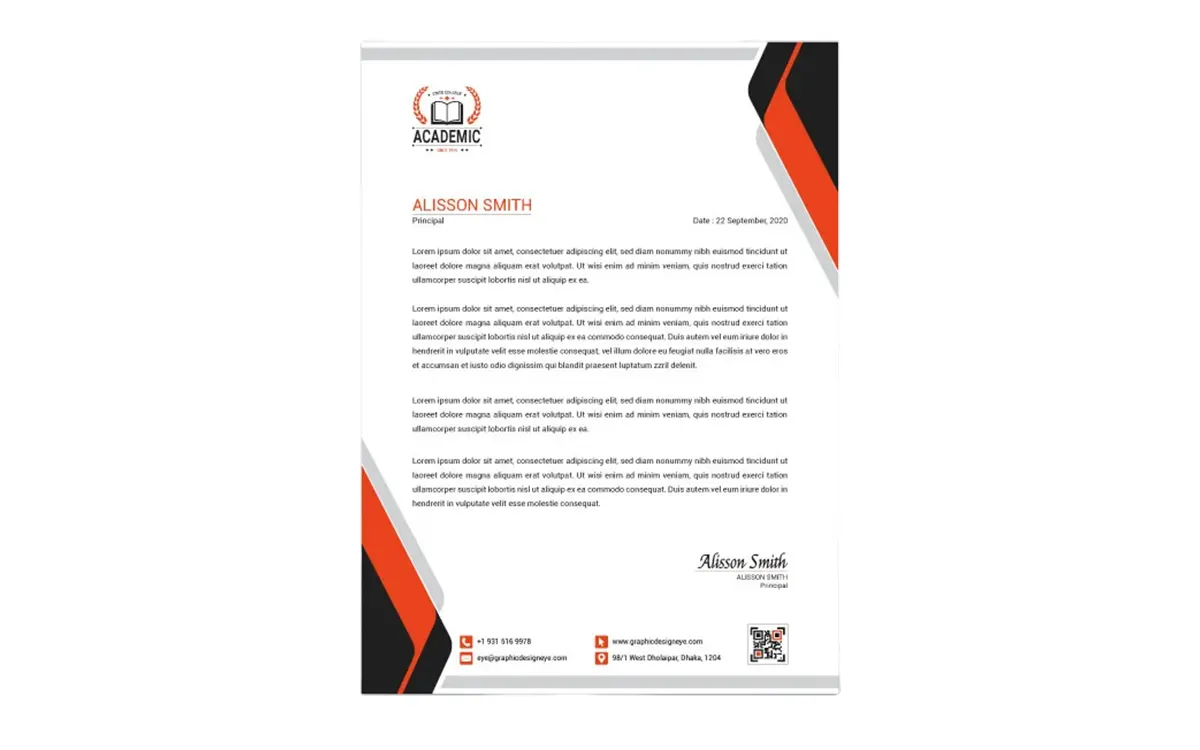 ACADEMIC
ALISSON SMITH
Principal
Date : 22 September, 2020
Lorem ipsum dolor sit amet, consectetuer adipiscing elit, sed diam nonummy nibh euismod tincidunt ut
laoreet dolore magna aliquam erat volutpat. Ut wisi enim ad minim veniam, quis nostrud exerci tation
ullamcorper suscipit lobortis nisl ut aliquip ex ea.
Lorem ipsum dolor sit amet, consectetuer adipiscing elit, sed diam nonummy nibh euismod tincidunt ut
laoreet dolore magna aliquam erat volutpat. Ut wisi enim ad minim veniam, quis nostrud exerci tation
ullamcorper suscipit lobortis nisl ut aliquip ex ea commodo consequat. Duis autem vel eum iriure dolor in
hendrerit in vulputate velit esse molestie consequat, vel illum dolore eu feugiat nulla facilisis at vero eros
et accumsan et iusto odio dignissim qui blandit praesent luptatum zzril delenit.
Lorem ipsum dolor sit amet, consectetuer adipiscing elit, sed diam nonummy nibh euismod tincidunt ut
laoreet dolore magna aliquam erat volutpat. Ut wisi enim ad minim veniam, quis nostrud exerci tation
ullamcorper suscipit lobortis nisl ut aliquip ex ea.
Lorem ipsum dolor sit amet, consectetuer adipiscing elit, sed diam nonummy nibh euismod tincidunt ut
laoreet dolore magna aliquam erat volutpat. Ut wisi enim ad minim veniam, quis nostrud exerci tation
ullamcorper suscipit lobortis nisl ut aliquip ex ea commodo consequat. Duis autem vel eum iriure dolor in
hendrerit in vulputate velit esse molestie consequat.
Alisson Smith
ALISSON SMITH
Principal
+1 931 616 9978
www.graphicdesigneye.com
eye@graphicdesigneye.com
98/1 West Dholaipar, Dhaka, 1204